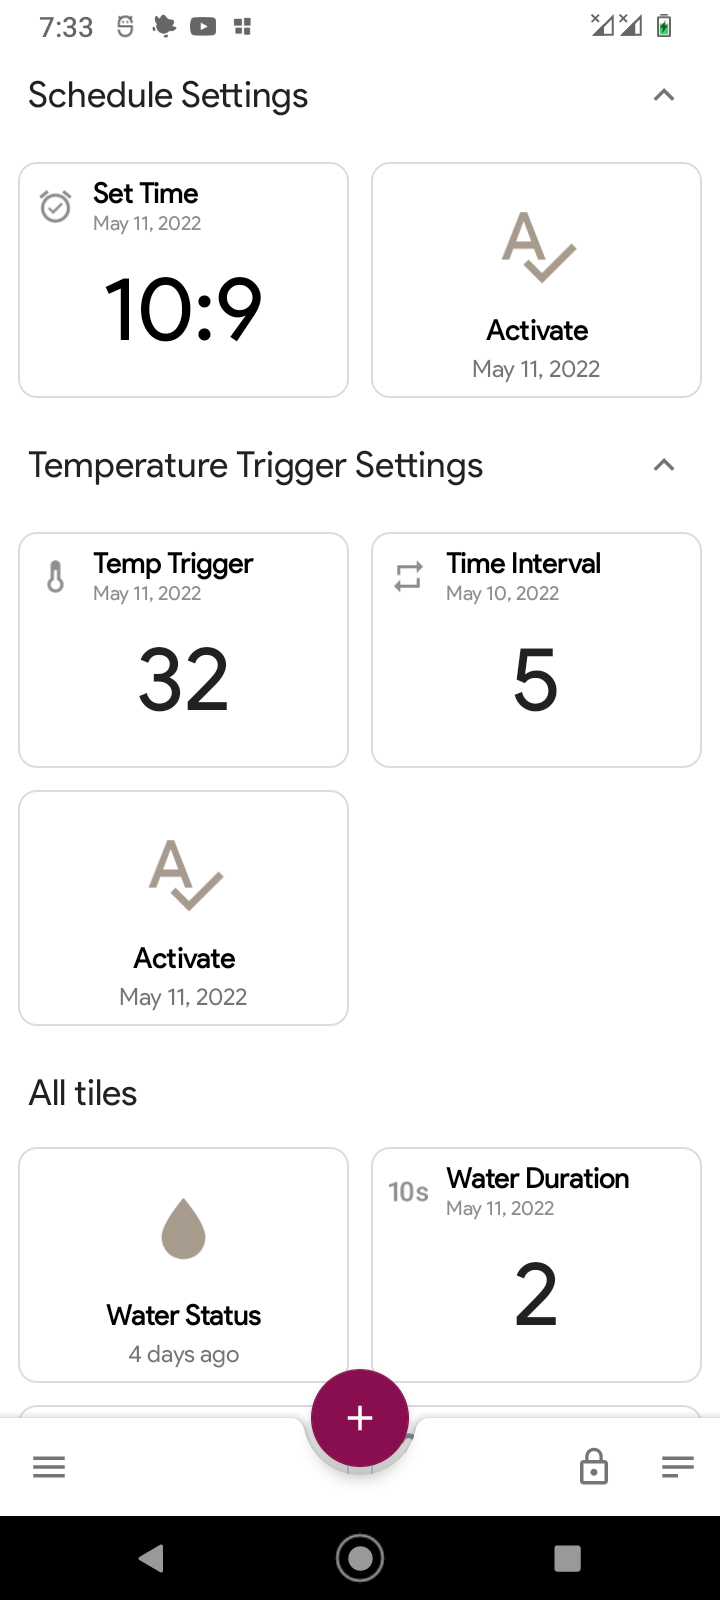 7:33
Schedule Settings
Set Time
May 11, 2022
10:9
A
Activate
May 11, 2022
Temperature Trigger Settings
Temp Trigger
May 11, 2022
32
Time Interval
May 10, 2022
5
A
Activate
May 11, 2022
All tiles
Water Status
4 days ago
10s
Water Duration
May 11, 2022
2